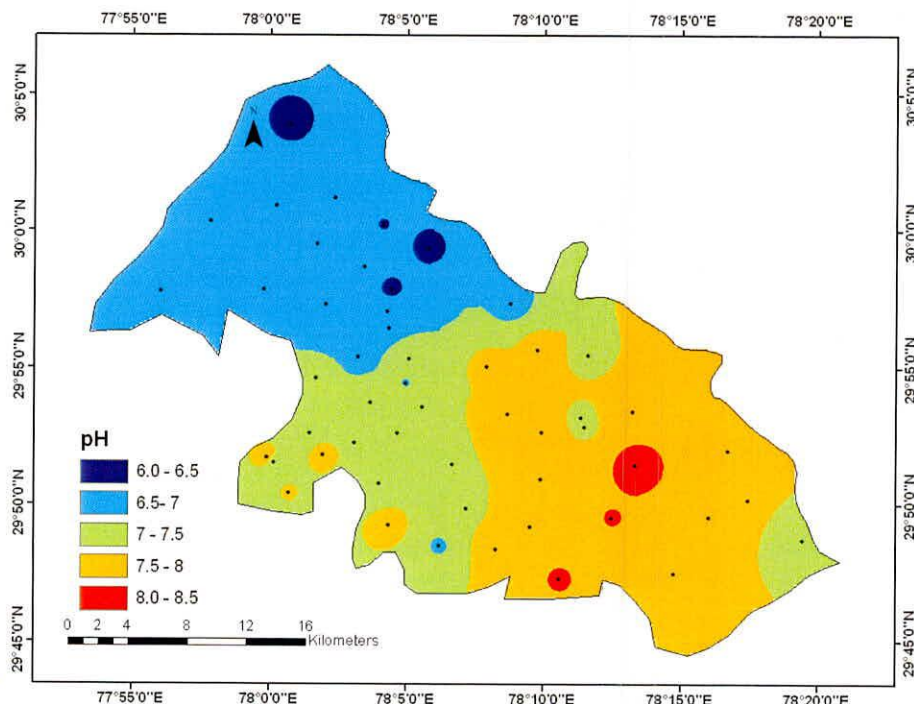 77°55'0"E 78°0'0"E 78°5'0"E 78°10'0"E 78°15'0"E 78°20'0"E
30°5'0"N 30°5'0"N
N
30°0'0"N 30°0'0"N
29°55'0"N 29°55'0"N
pH
6.0 - 6.5
6.5- 7
29°50'0"N 29°50'0"N
7 - 7.5
7.5 - 8
8.0 - 8.5
0 2 4 8 12 16
Kilometers
29°45'0"N 29°45'0"N
77°55'0"E 78°0'0"E 78°5'0"E 78°10'0"E 78°15'0"E 78°20'0"E